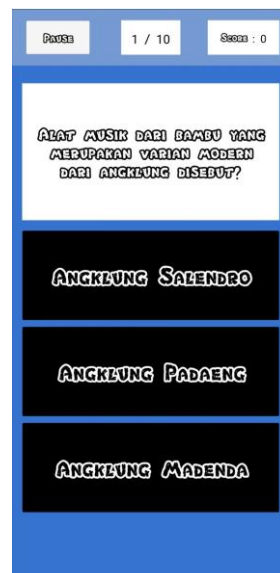 Pause
1 / 10
Score : 0
Alat musik dari bambu yang
merupakan varian modern
dari angklung disebut?
Angklung Salendro
Angklung Padaeng
Angklung Madenda